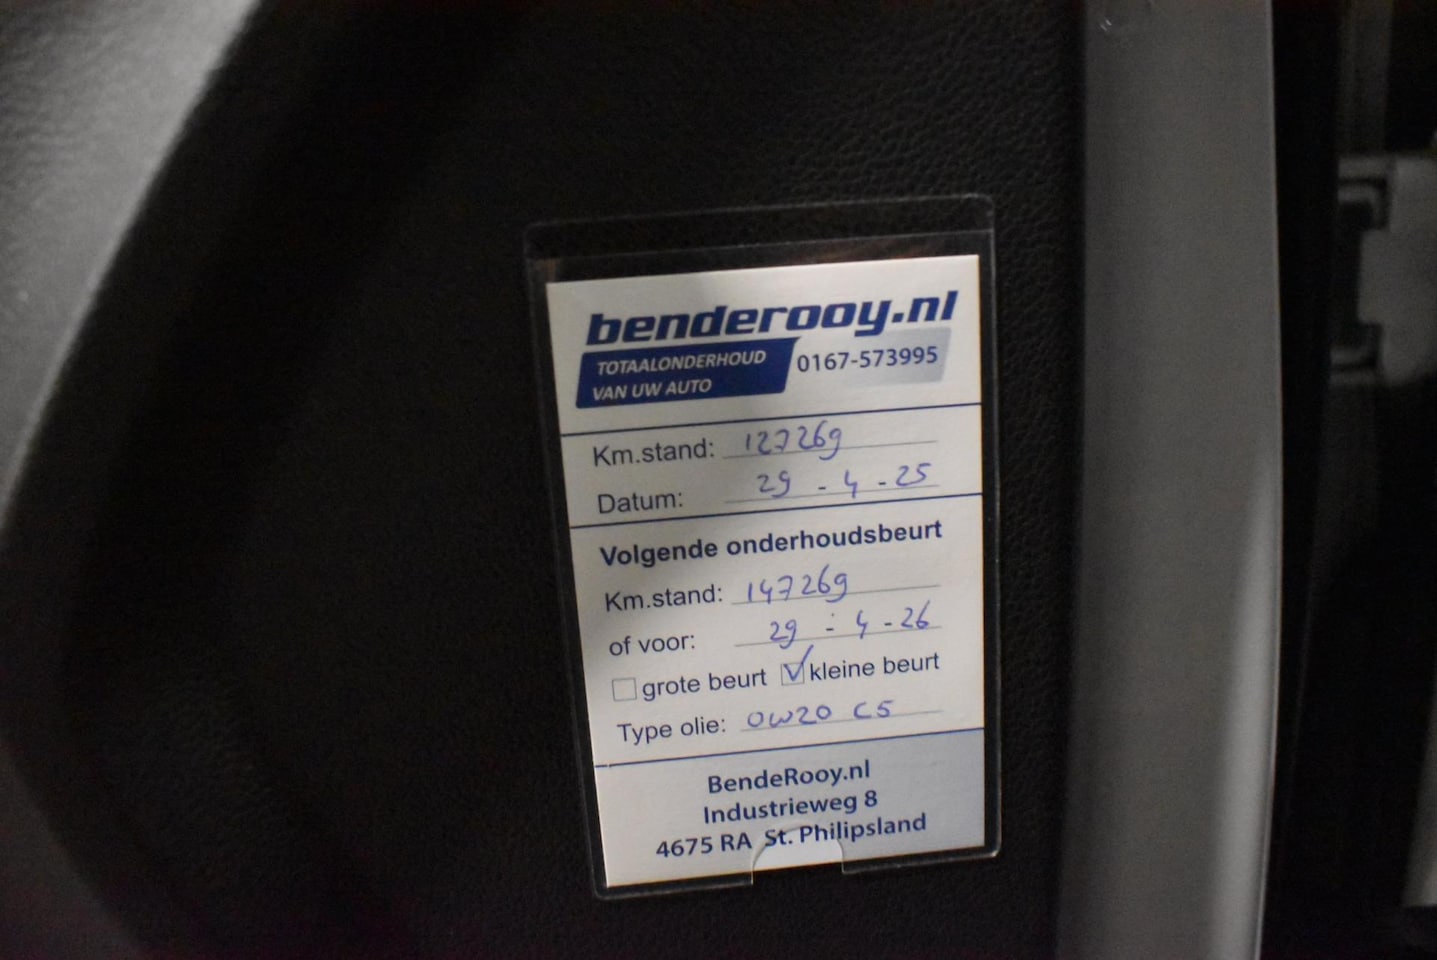 benderooy.nl
TOTAALONDERHOUD
VAN UW AUTO
0167-573995
Km.stand: 127269
Datum: 29 - 4 - 25
Volgende onderhoudsbeurt
Km.stand: 147269
of voor: 29 - 4 - 26
grote beurt kleine beurt
Type olie: 0W20 C5
BendeRooy.nl
Industrieweg 8
4675 RA St. Philipsland